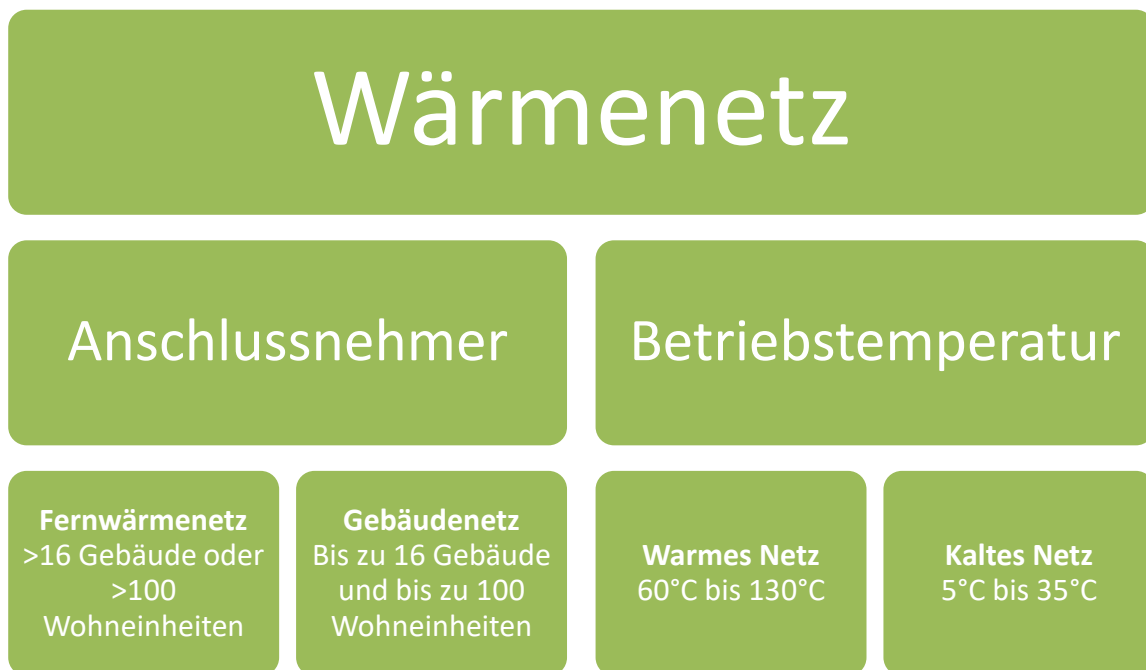 Wärmenetz
Anschlussnehmer
Betriebstemperatur
Fernwärmenetz
>16 Gebäude oder
>100
Wohneinheiten
Gebäudenetz
Bis zu 16 Gebäude
und bis zu 100
Wohneinheiten
Warmes Netz
60°C bis 130°C
Kaltes Netz
5°C bis 35°C